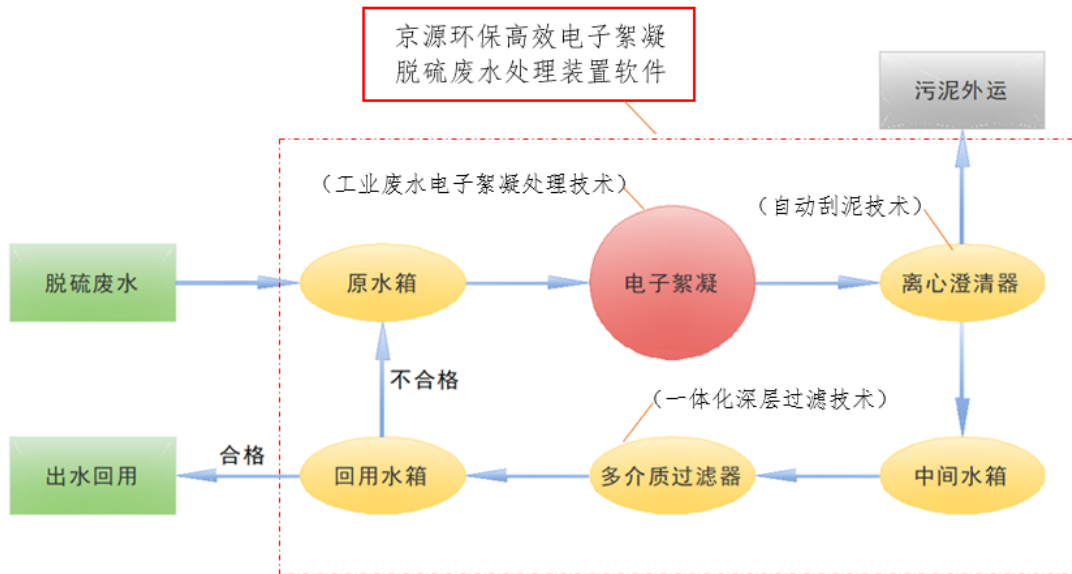 京源环保高效电子絮凝
脱硫废水处理装置软件
污泥外运
（工业废水电子絮凝处理技术）
（自动刮泥技术）
脱硫废水
原水箱
电子絮凝
离心澄清器
不合格
（一体化深层过滤技术）
合格
出水回用
回用水箱
多介质过滤器
中间水箱